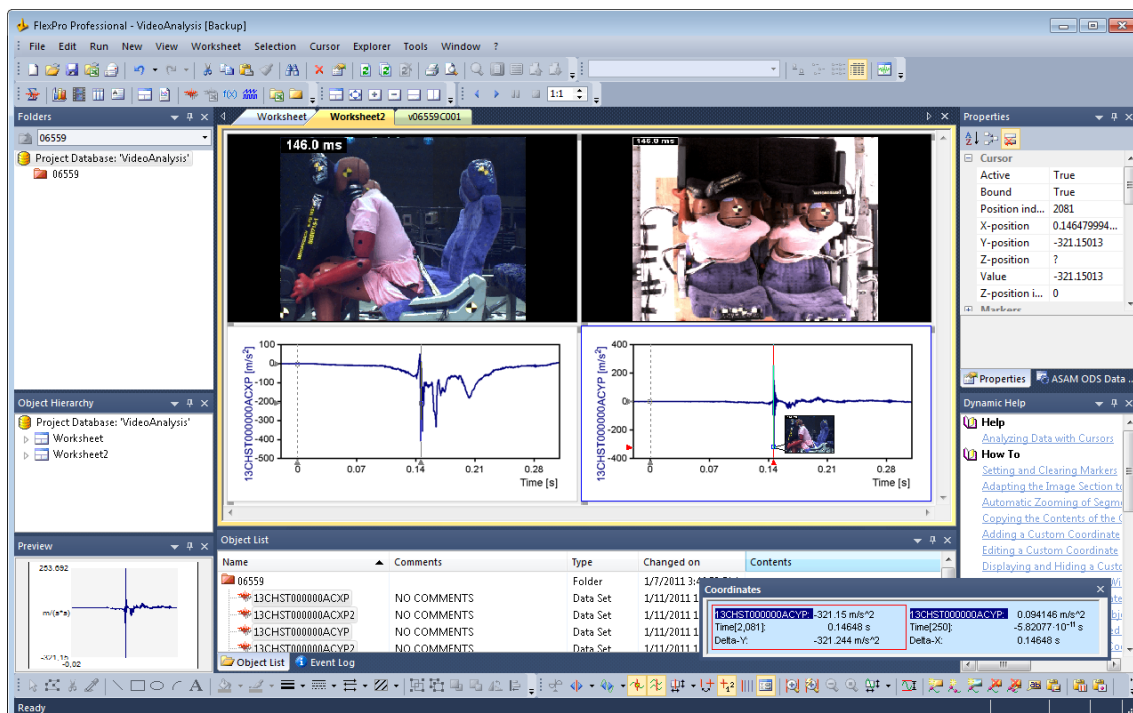 FlexPro Professional - VideoAnalysis [Backup]
File Edit Run New View Worksheet Selection Cursor Explorer Tools Window ?
1:1
Folders
06559
Project Database: 'VideoAnalysis'
06559
Object Hierarchy
Project Database: 'VideoAnalysis'
Worksheet
Worksheet2
Preview
253,692
m/(s*s)
-321,15
-0,02
Worksheet Worksheet2 v06559C001
146.0 ms
146.0 ms
13CHST000000ACXP [m/s²]
100
0
-100
-200
-300
-400
-500
0 0.07 0.14 0.21 0.28
Time [s]
13CHST000000ACYP [m/s²]
400
200
0
-200
-400
0 0.07 0.14 0.21 0.28
Time [s]
Object List
Name Comments Type Changed on Contents
06559 Folder 1/7/2011
13CHST000000ACXP NO COMMENTS Data Set 1/11/2011 1
13CHST000000ACXP2 NO COMMENTS Data Set 1/11/2011 1
13CHST000000ACYP NO COMMENTS Data Set 1/11/2011 1
13CHST000000ACYP2 NO COMMENTS Data Set 1/11/2011 1
Object List Event Log
Properties
Cursor
Active True
Bound True
Position ind... 2081
X-position 0.146479994...
Y-position -321.15013
Z-position ?
Value -321.15013
Z-position i... 0
Markers
Properties ASAM ODS Data ...
Dynamic Help
Help
Analyzing Data with Cursors
How To
Setting and Clearing Markers
Adapting the Image Section to
Automatic Zooming of Segm
Copying the Contents of the C
Adding a Custom Coordinate
Editing a Custom Coordinate
Displaying and Hiding a Custo
Coordinates
13CHST000000ACYP: -321.15 m/s^2 13CHST000000ACYP: 0.094146 m/s^2
Time[2,081]: 0.14648 s Time[250]: -5.82077·10⁻¹¹ s
Delta-Y: -321.244 m/s^2 Delta-X: 0.14648 s
Ready